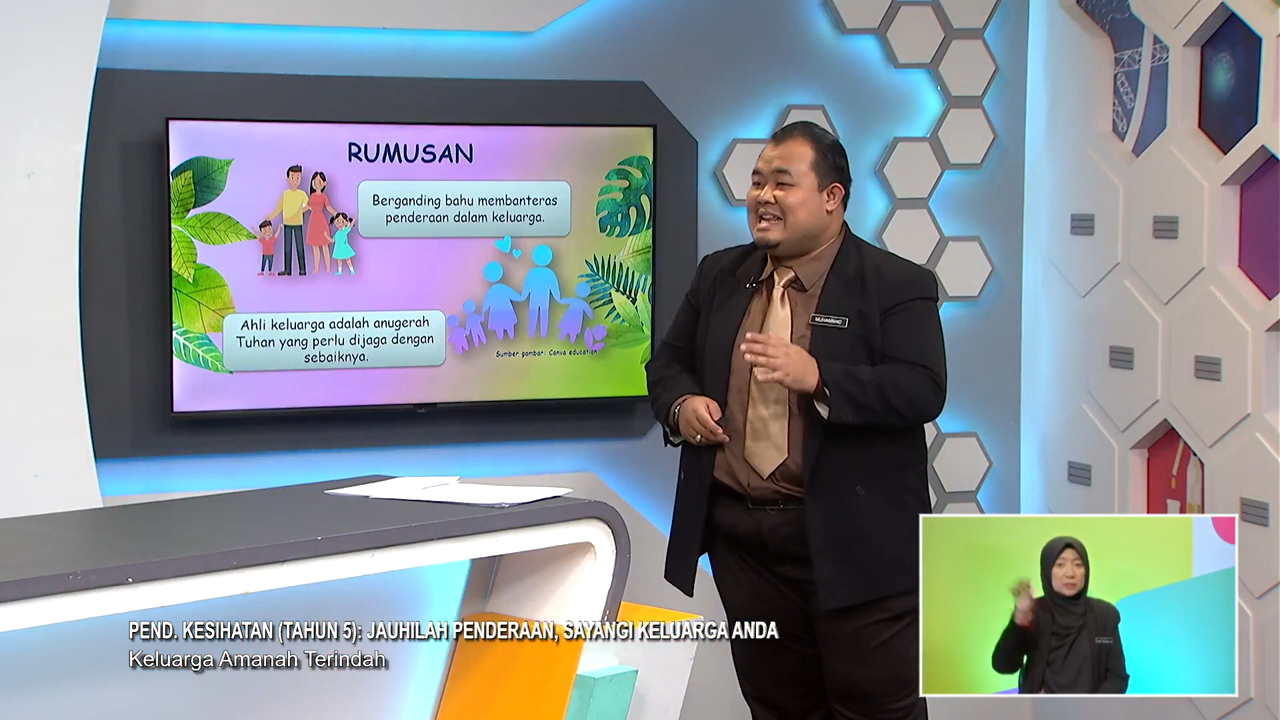 RUMUSAN
Berganding bahu membanteras
penderaan dalam keluarga.
Ahli keluarga adalah anugerah
Tuhan yang perlu dijaga dengan
sebaiknya.
Sumber gambar: Canva education
MUHAMMAD
PEND. KESIHATAN (TAHUN 5): JAUHILAH PENDERAAN, SAYANGI KELUARGA ANDA
Keluarga Amanah Terindah